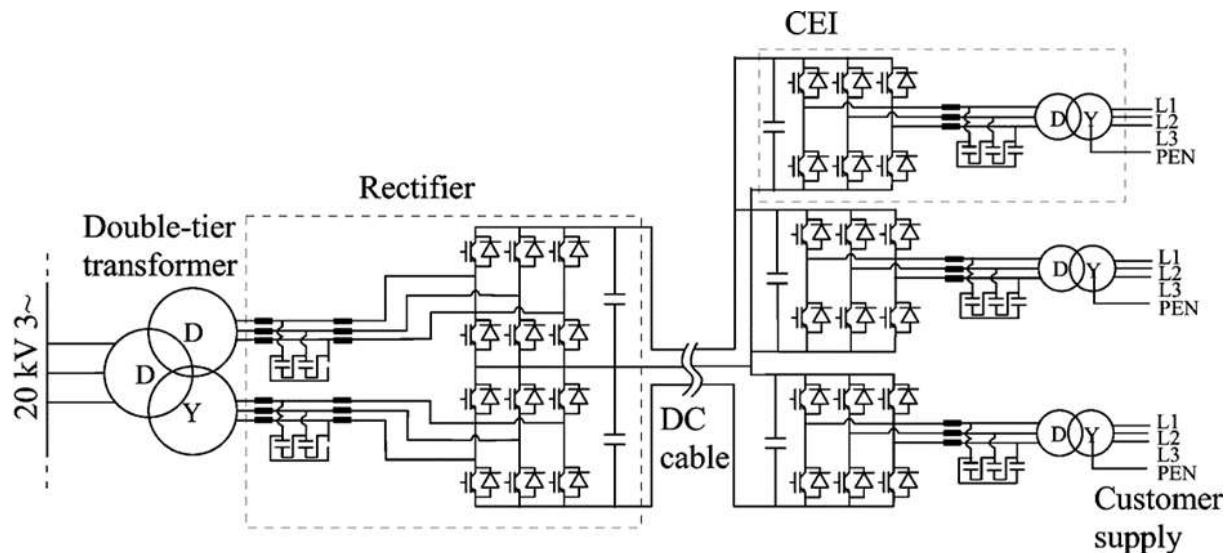 CEI
D Y
L1
L2
L3
PEN
Rectifier
Double-tier
transformer
20 kV 3~
D
D
Y
D Y
L1
L2
L3
PEN
DC
cable
D Y
L1
L2
L3
PEN
Customer
supply